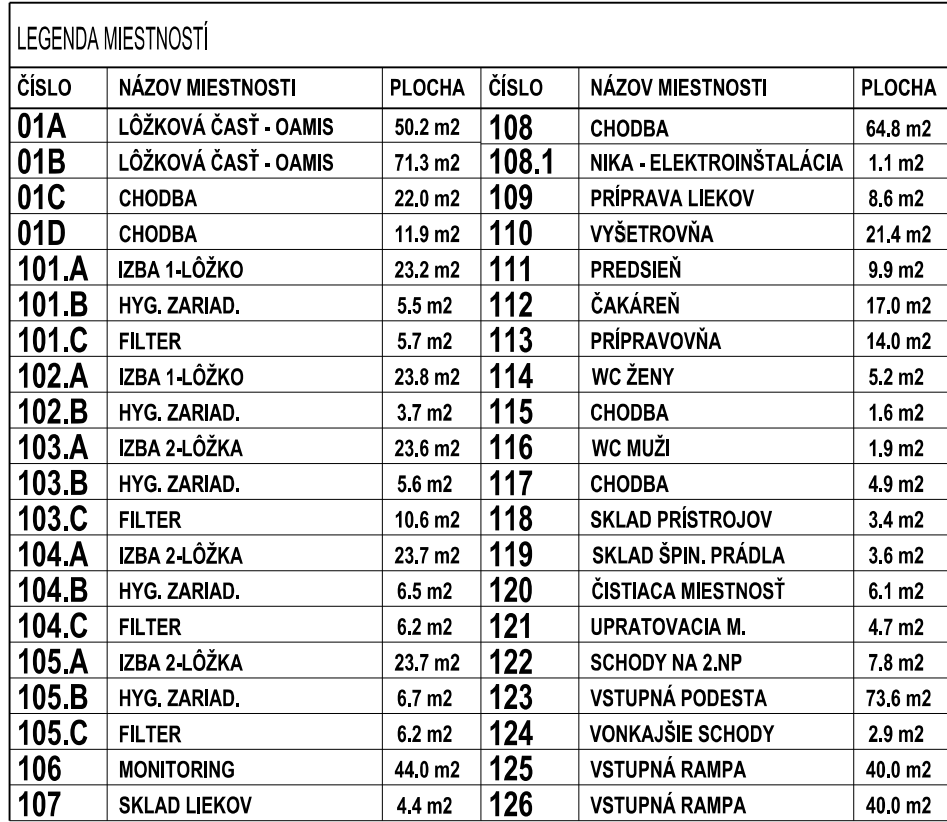 LEGENDA MIESTNOSTÍ
ČÍSLO NÁZOV MIESTNOSTI PLOCHA ČÍSLO NÁZOV MIESTNOSTI PLOCHA
01A LÔŽKOVÁ ČASŤ - OAMIS 50.2 m2 108 CHODBA 64.8 m2
01B LÔŽKOVÁ ČASŤ - OAMIS 71.3 m2 108.1 NIKA - ELEKTROINŠTALÁCIA 1.1 m2
01C CHODBA 22.0 m2 109 PRÍPRAVA LIEKOV 8.6 m2
01D CHODBA 11.9 m2 110 VYŠETROVŇA 21.4 m2
101.A IZBA 1-LÔŽKO 23.2 m2 111 PREDSIEŇ 9.9 m2
101.B HYG. ZARIAD. 5.5 m2 112 ČAKÁREŇ 17.0 m2
101.C FILTER 5.7 m2 113 PRÍPRAVOVŇA 14.0 m2
102.A IZBA 1-LÔŽKO 23.8 m2 114 WC ŽENY 5.2 m2
102.B HYG. ZARIAD. 3.7 m2 115 CHODBA 1.6 m2
103.A IZBA 2-LÔŽKA 23.6 m2 116 WC MUŽI 1.9 m2
103.B HYG. ZARIAD. 5.6 m2 117 CHODBA 4.9 m2
103.C FILTER 10.6 m2 118 SKLAD PRÍSTROJOV 3.4 m2
104.A IZBA 2-LÔŽKA 23.7 m2 119 SKLAD ŠPIN. PRÁDLA 3.6 m2
104.B HYG. ZARIAD. 6.5 m2 120 ČISTIACA MIESTNOSŤ 6.1 m2
104.C FILTER 6.2 m2 121 UPRATOVACIA M. 4.7 m2
105.A IZBA 2-LÔŽKA 23.7 m2 122 SCHODY NA 2.NP 7.8 m2
105.B HYG. ZARIAD. 6.7 m2 123 VSTUPNÁ PODESTA 73.6 m2
105.C FILTER 6.2 m2 124 VONKAJŠIE SCHODY 2.9 m2
106 MONITORING 44.0 m2 125 VSTUPNÁ RAMPA 40.0 m2
107 SKLAD LIEKOV 4.4 m2 126 VSTUPNÁ RAMPA 40.0 m2